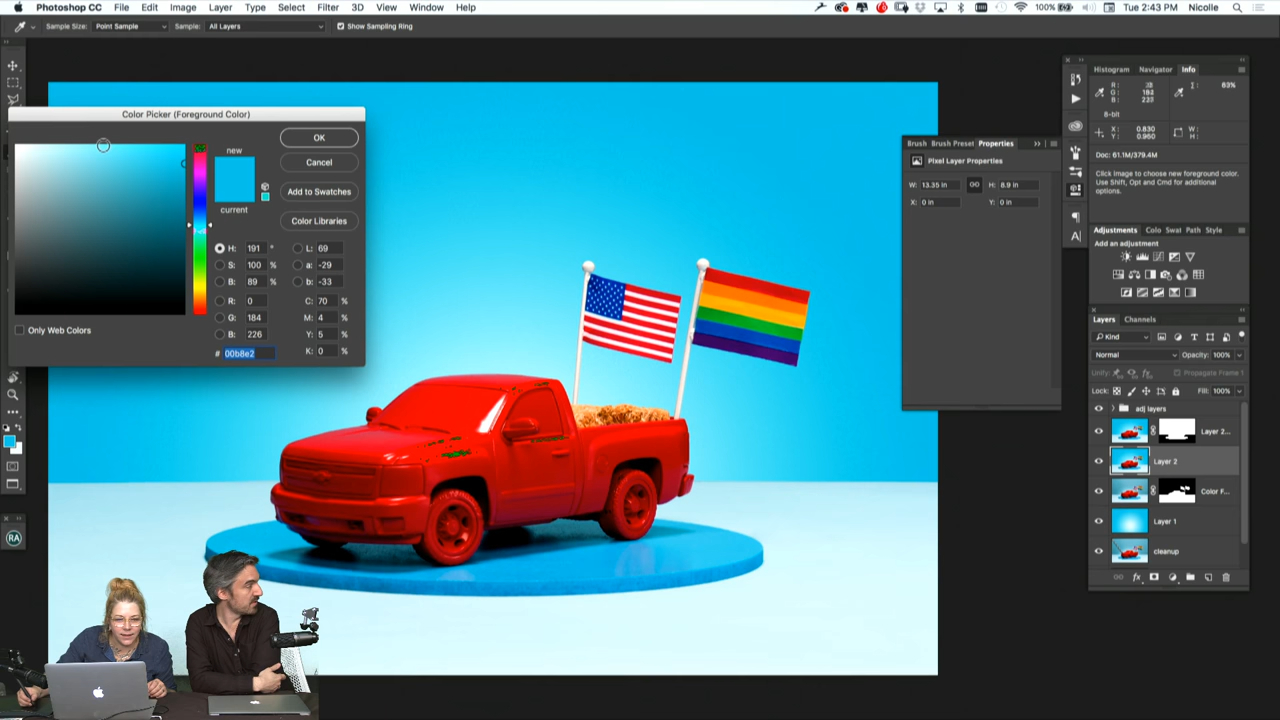 Photoshop CC File Edit Image Layer Type Select Filter 3D View Window Help 100% Tue 2:43 PM Nicolle
Sample Size: Point Sample Sample: All Layers Show Sampling Ring
Color Picker (Foreground Color)
new
current
OK
Cancel
Add to Swatches
Color Libraries
H: 191 °
S: 100 %
B: 89 %
R: 0
G: 184
B: 226
L: 69
a: -29
b: -33
C: 70 %
M: 4 %
Y: 5 %
K: 0 %
# 00b8e2
Only Web Colors
RA
Brush Brush Preset Properties
Pixel Layer Properties
W: 13.35 in H: 8.9 in
X: 0 in Y: 0 in
Histogram Navigator Info
R:
G:
B:
63%
8-bit
X: 0.830
Y: 0.960
W:
H:
Doc: 61.1M/379.4M
Click image to choose new foreground color.
Use Shift, Opt and Cmd for additional
options.
Adjustments Colo Swat Path Style
Add an adjustment
Layers Channels
Kind
Normal Opacity: 100%
Unify: Propagate Frame 1
Lock: Fill: 100%
adj layers
Layer 2...
Layer 2
Color F...
Layer 1
cleanup